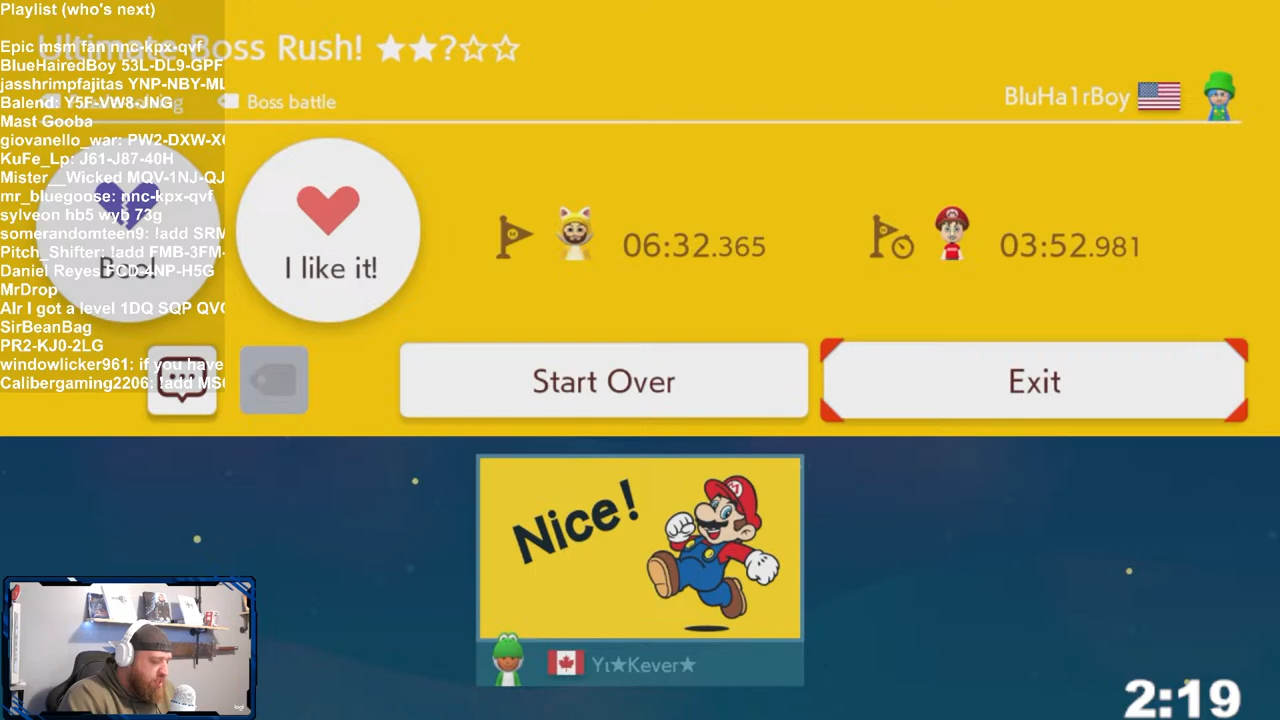 Playlist (who's next)
Epic msm fan nnc-kpx-qvf
BlueHairedBoy 53L-DL9-GPF
jasshrimpfajitas YNP-NBY-ML
Balend: Y5F-VW8-JNG
Mast Gooba
giovanello_war: PW2-DXW-X
KuFe_Lp: J61-J87-40H
Mister__Wicked MQV-1NJ-QJ
mr_bluegoose: nnc-kpx-qvf
sylveon hb5 wyb 73g
somerandomteen9: !add SRM
Pitch_Shifter: !add FMB-3FM-
Daniel Reyes FCD-4NP-H5G
MrDrop
AIr I got a level 1DQ SQP QV
SirBeanBag
PR2-KJ0-2LG
windowlicker961: if you have
Calibergaming2206: !add MS
Ultimate Boss Rush! ★★?☆☆
Boss battle
BluHa1rBoy
Boo!
I like it!
06:32.365
03:52.981
Start Over
Exit
Nice!
M
Yι★Kever★
logi
2:19